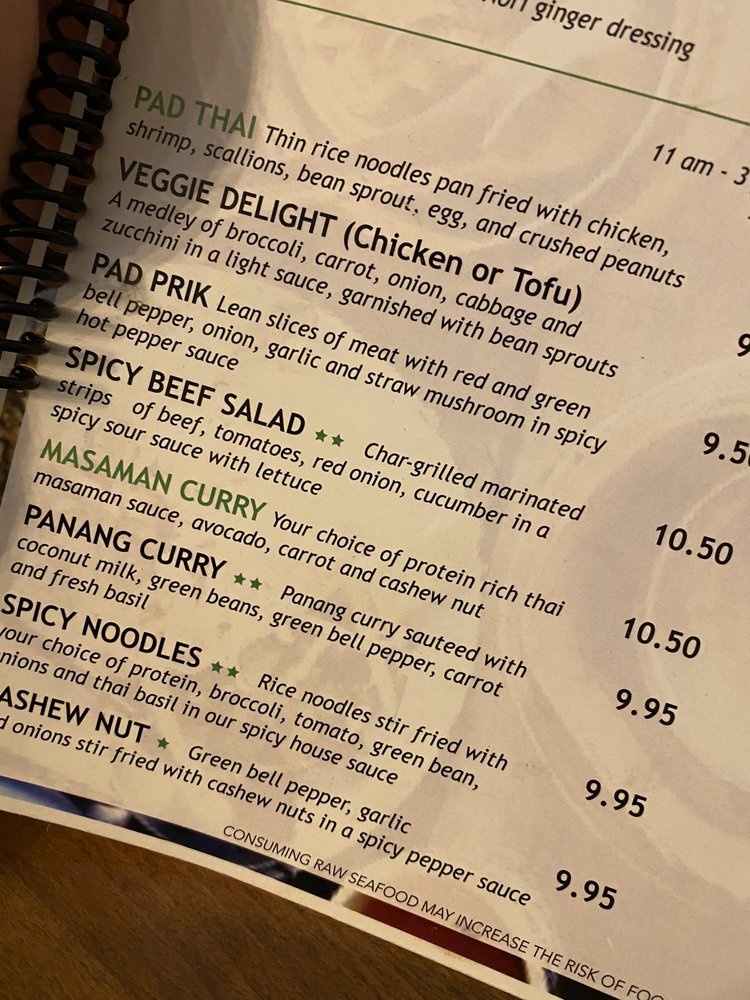 ginger dressing
11 am - 3
PAD THAI Thin rice noodles pan fried with chicken,
shrimp, scallions, bean sprout, egg, and crushed peanuts
VEGGIE DELIGHT (Chicken or Tofu) 9
A medley of broccoli, carrot, onion, cabbage and
zucchini in a light sauce, garnished with bean sprouts
PAD PRIK Lean slices of meat with red and green 9.50
bell pepper, onion, garlic and straw mushroom in spicy
hot pepper sauce
SPICY BEEF SALAD ★★ Char-grilled marinated 10.50
strips of beef, tomatoes, red onion, cucumber in a
spicy sour sauce with lettuce
MASAMAN CURRY Your choice of protein rich thai 10.50
masaman sauce, avocado, carrot and cashew nut
PANANG CURRY ★★ Panang curry sauteed with 9.95
coconut milk, green beans, green bell pepper, carrot
and fresh basil
SPICY NOODLES ★★ Rice noodles stir fried with 9.95
your choice of protein, broccoli, tomato, green bean,
onions and thai basil in our spicy house sauce
ASHEW NUT ★ Green bell pepper, garlic 9.95
d onions stir fried with cashew nuts in a spicy pepper sauce
CONSUMING RAW SEAFOOD MAY INCREASE THE RISK OF FOO